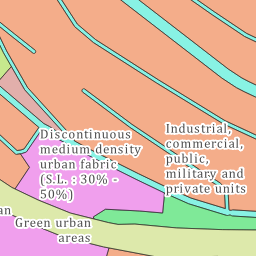 Discontinuous
medium-density
urban fabric
(S.L. : 30% -
50%)
Industrial,
commercial,
public,
military and
private units
Green urban
areas